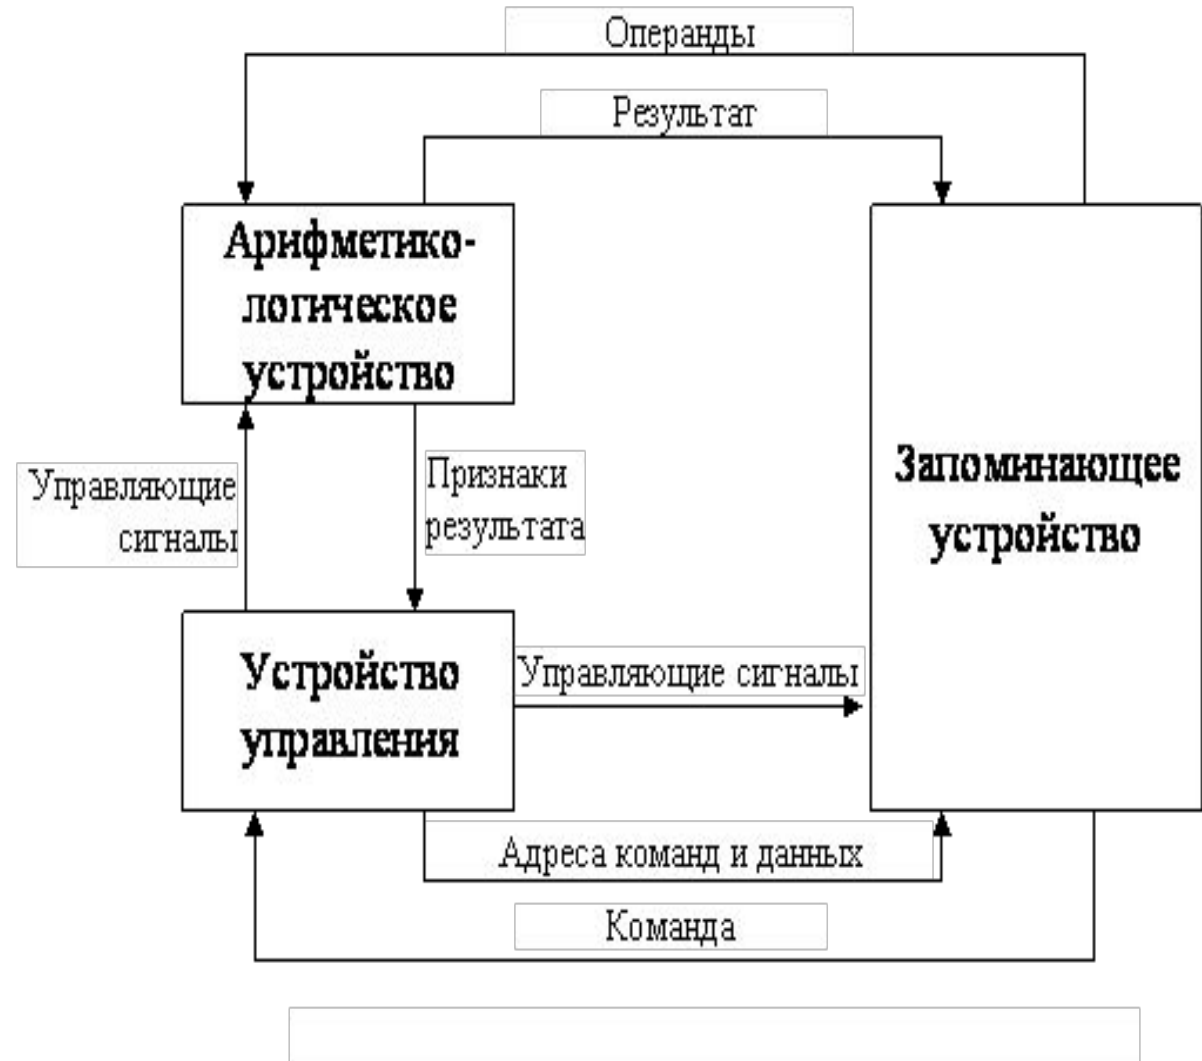 Операнды
Результат
Арифметико-
логическое
устройство
Управляющие
сигналы
Признаки
результата
Запоминающее
устройство
Устройство
управления
Управляющие сигналы
Адреса команд и данных
Команда